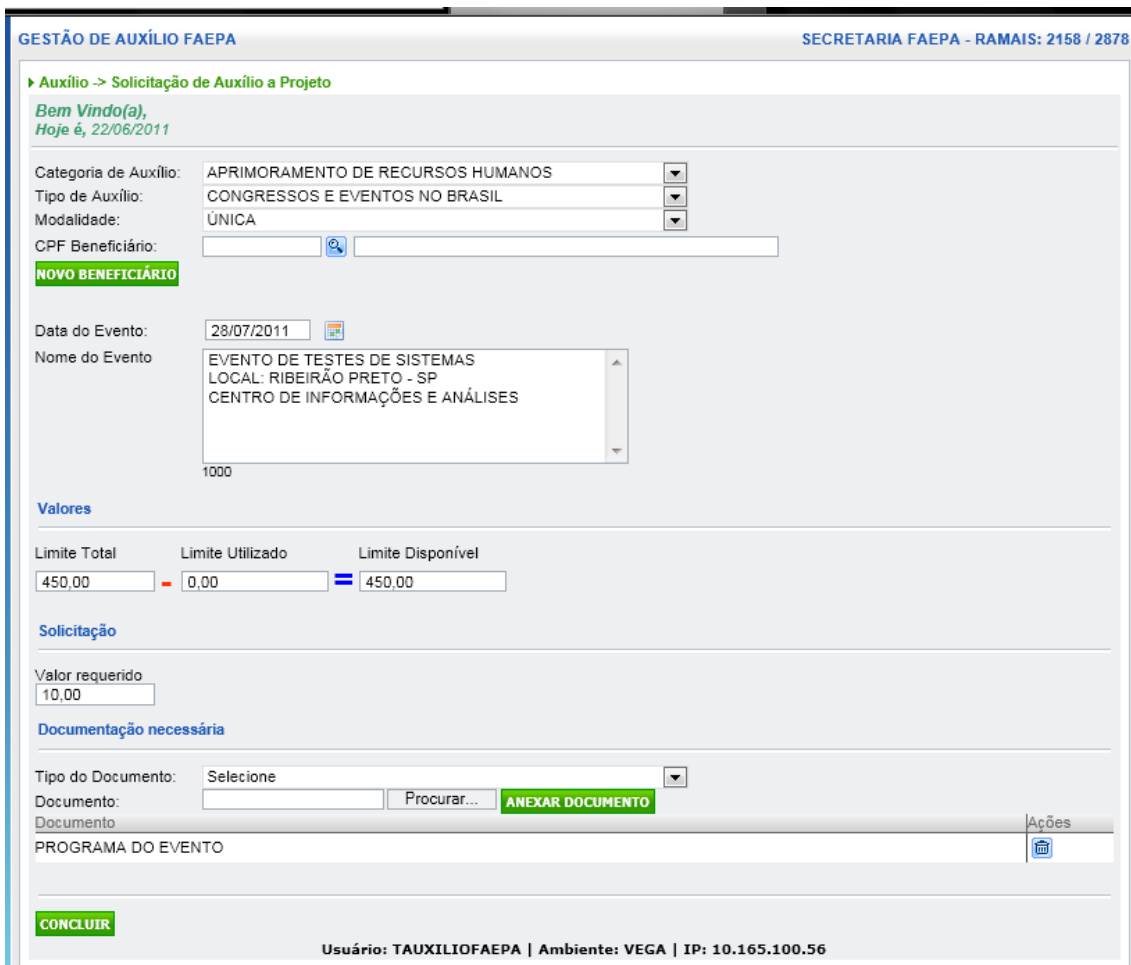 GESTÃO DE AUXÍLIO FAEPA SECRETARIA FAEPA - RAMAIS: 2158 / 2878
Auxílio -> Solicitação de Auxílio a Projeto
Bem Vindo(a),
Hoje é, 22/06/2011
Categoria de Auxílio: APRIMORAMENTO DE RECURSOS HUMANOS
Tipo de Auxílio: CONGRESSOS E EVENTOS NO BRASIL
Modalidade: ÚNICA
CPF Beneficiário:
NOVO BENEFICIÁRIO
Data do Evento: 28/07/2011
Nome do Evento EVENTO DE TESTES DE SISTEMAS
LOCAL: RIBEIRÃO PRETO - SP
CENTRO DE INFORMAÇÕES E ANÁLISES
1000
Valores
Limite Total Limite Utilizado Limite Disponível
450,00 - 0,00 = 450,00
Solicitação
Valor requerido
10,00
Documentação necessária
Tipo do Documento: Selecione
Documento: Procurar... ANEXAR DOCUMENTO
Documento Ações
PROGRAMA DO EVENTO
CONCLUIR
Usuário: TAUXILIOFAEPA | Ambiente: VEGA | IP: 10.165.100.56